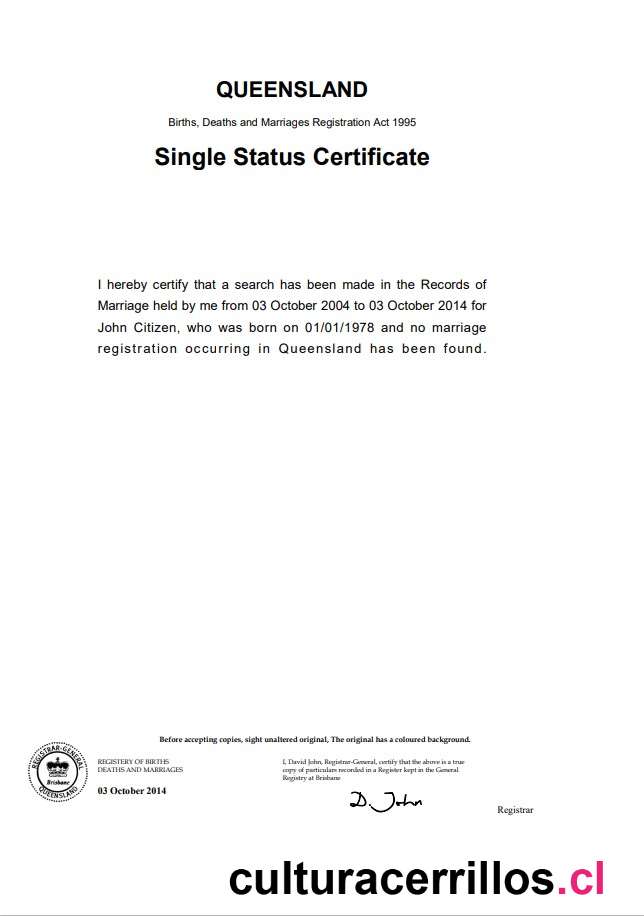 QUEENSLAND
Births, Deaths and Marriages Registration Act 1995
Single Status Certificate
I hereby certify that a search has been made in the Records of
Marriage held by me from 03 October 2004 to 03 October 2014 for
John Citizen, who was born on 01/01/1978 and no marriage
registration occurring in Queensland has been found.
Before accepting copies, sight unaltered original, The original has a coloured background.
REGISTRAR-GENERAL
Brisbane
QUEENSLAND
REGISTERY OF BIRTHS
DEATHS AND MARRIAGES
03 October 2014
I, David John, Registrer-General, certify that the above is a true
copy of particulars recorded in a Register kept in the General
Registry at Brisbane
D. John
Registrar
culturacerrillos.cl